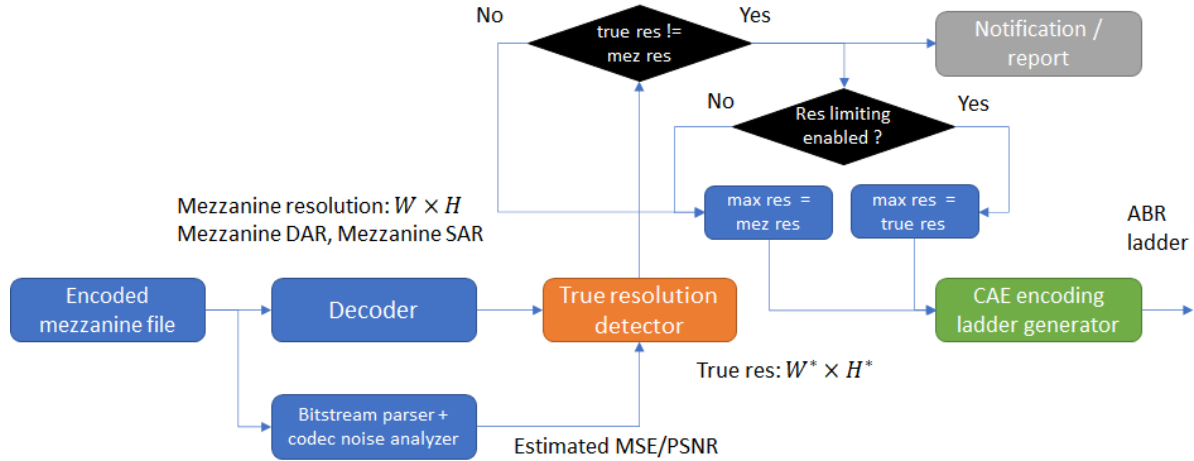 No
true res !=
mez res
Yes
Notification /
report
No
Res limiting
enabled ?
Yes
Mezzanine resolution: W × H
Mezzanine DAR, Mezzanine SAR
max res =
mez res
max res =
true res
ABR
ladder
Encoded
mezzanine file
Decoder
True resolution
detector
CAE encoding
ladder generator
True res: W* × H*
Bitstream parser +
codec noise analyzer
Estimated MSE/PSNR